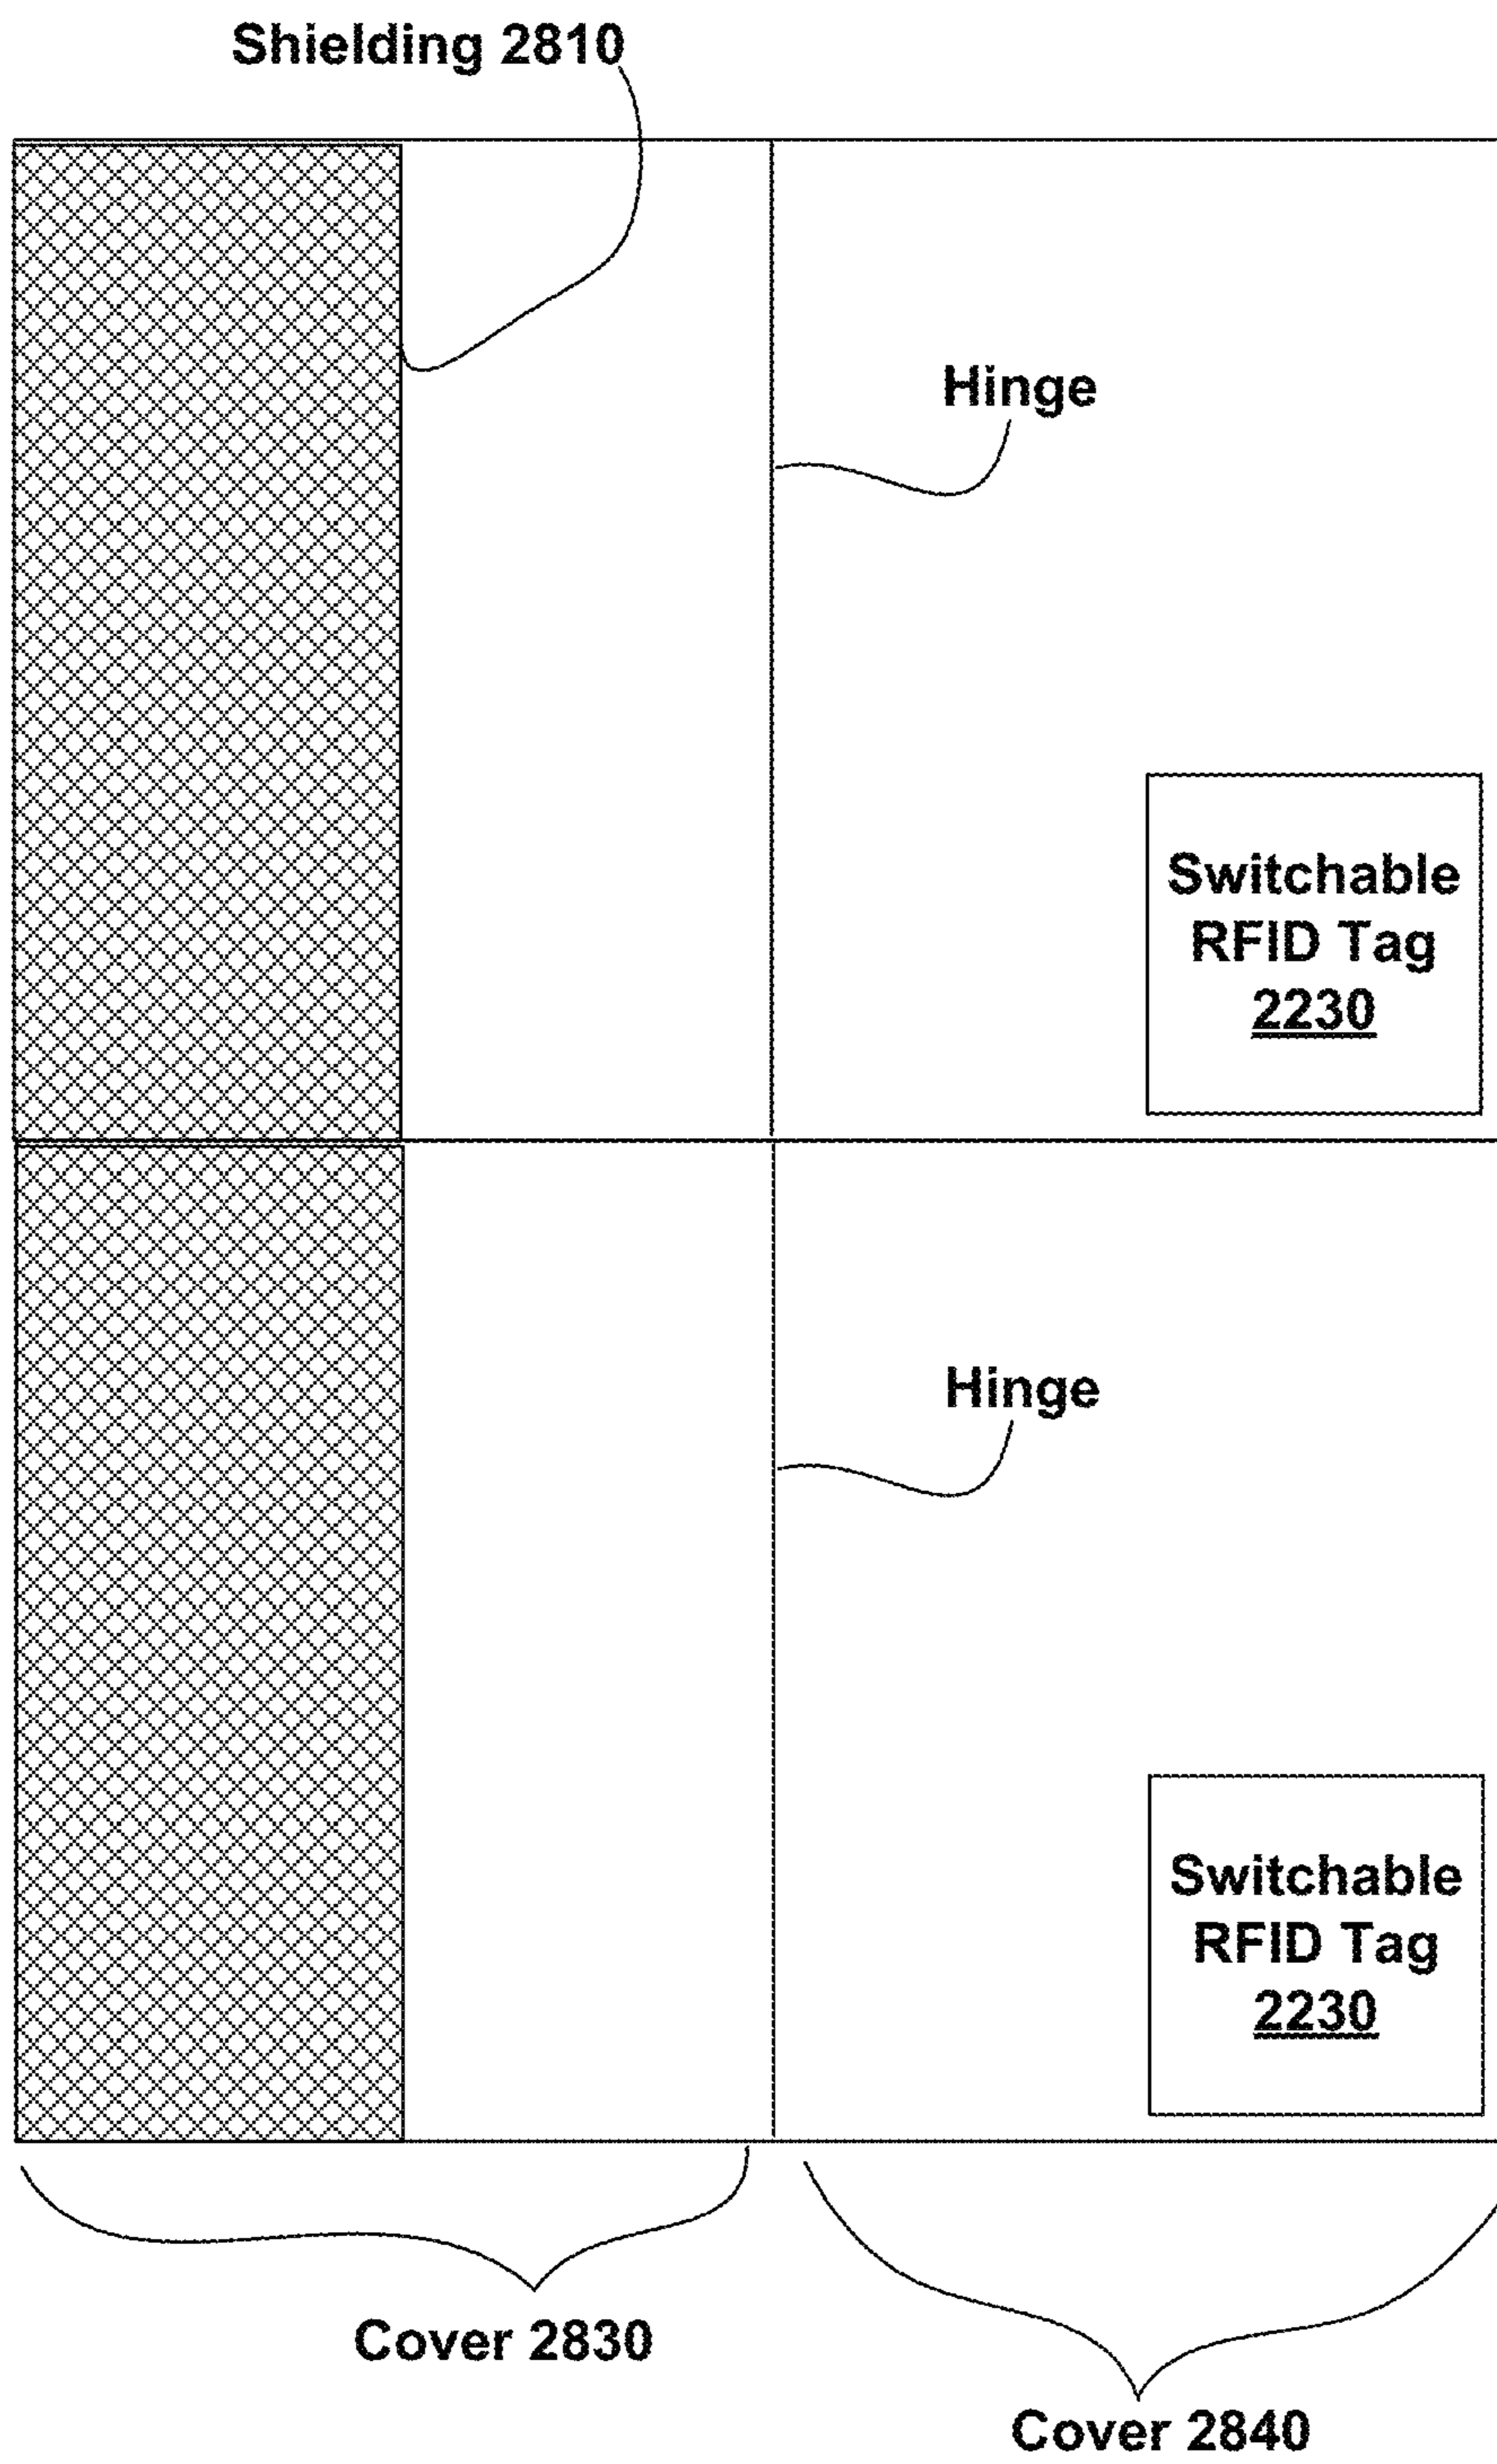 Shielding 2810
Hinge
Switchable
RFID Tag
2230
Hinge
Switchable
RFID Tag
2230
Cover 2830
Cover 2840